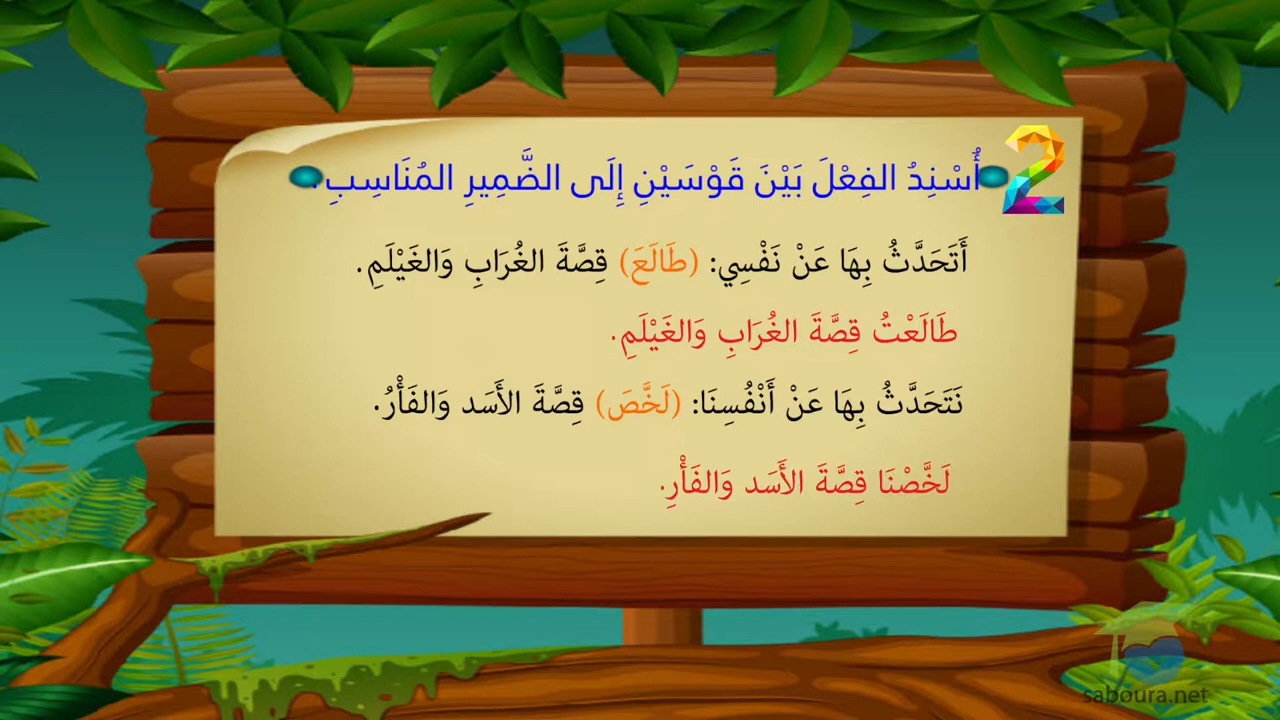 2
أُسْنِدُ الفِعْلَ بَيْنَ قَوْسَيْنِ إِلَى الضَّمِيرِ المُنَاسِبِ.
أَتَحَدَّثُ بِهَا عَنْ نَفْسِي: (طَالَعَ) قِصَّةَ الغُرَابِ وَالغَيْلَمِ.
طَالَعْتُ قِصَّةَ الغُرَابِ وَالغَيْلَمِ.
نَتَحَدَّثُ بِهَا عَنْ أَنْفُسِنَا: (لَخَّصَ) قِصَّةَ الأَسَد وَالفَأْرُ.
لَخَّصْنَا قِصَّةَ الأَسَد وَالفَأْرِ.
saboura.net